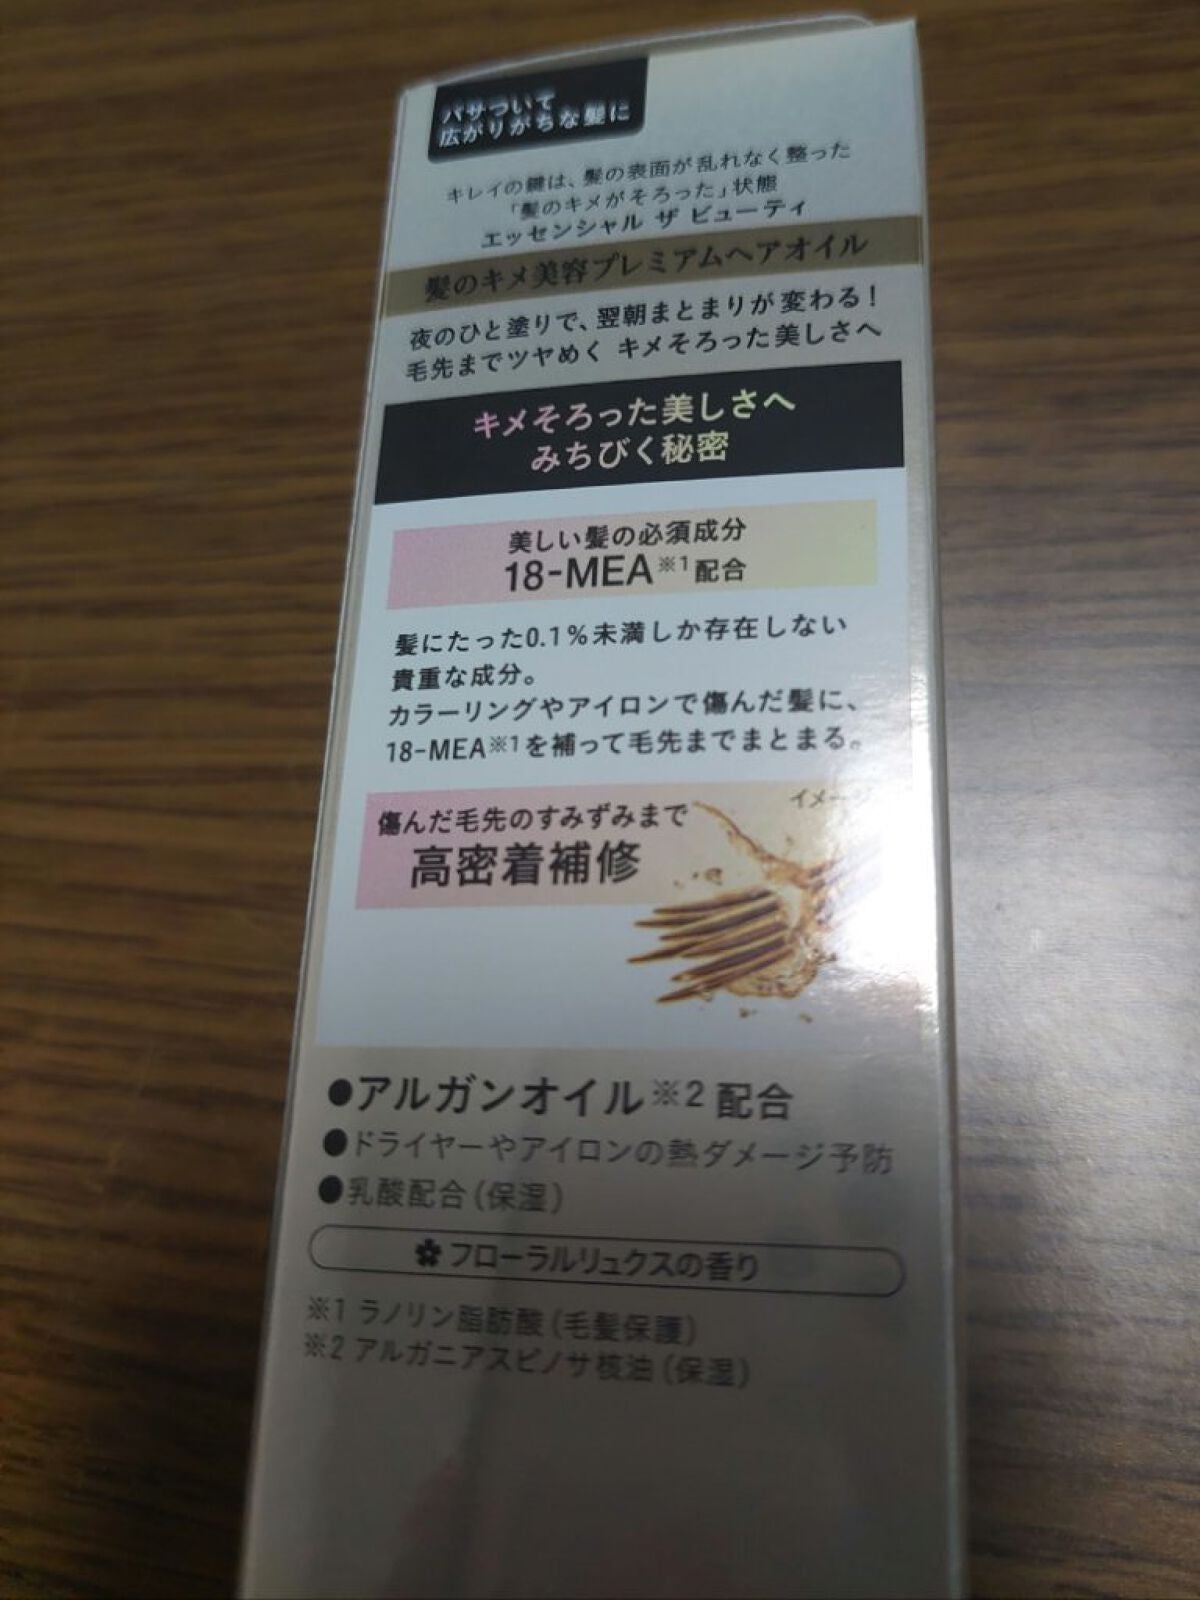 パサついて
広がりがちな髪に
キレイの鍵は、髪の表面が乱れなく整った
「髪のキメがそろった」状態
エッセンシャル ザ ビューティ
髪のキメ美容プレミアムヘアオイル
夜のひと塗りで、翌朝まとまりが変わる!
毛先までツヤめく キメそろった美しさへ
キメそろった美しさへ
みちびく秘密
美しい髪の必須成分
18-MEA※1配合
髪にたった0.1%未満しか存在しない
貴重な成分。
カラーリングやアイロンで傷んだ髪に、
18-MEA※1を補って毛先までまとまる。
イメージ
傷んだ毛先のすみずみまで
高密着補修
●アルガンオイル※2 配合
●ドライヤーやアイロンの熱ダメージ予防
●乳酸配合(保湿)
フローラルリュクスの香り
※1 ラノリン脂肪酸(毛髪保護)
※2 アルガニアスピノサ核油(保湿)